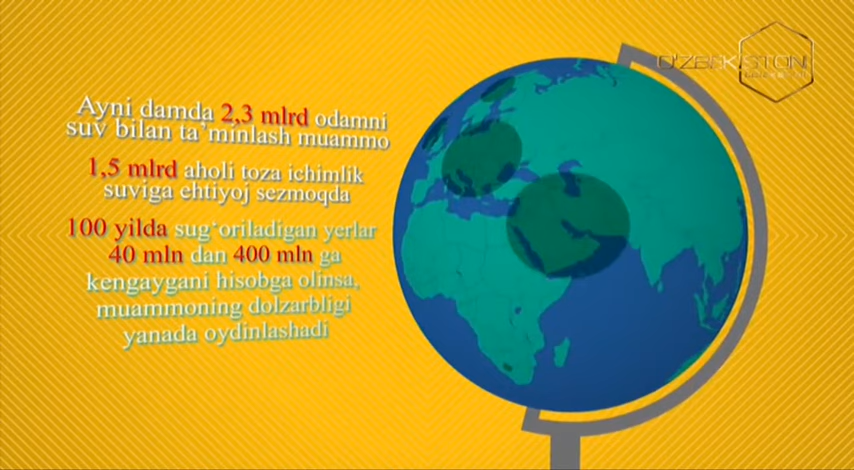 O'ZBEKISTON
Ayni damda 2,3 mlrd odamni
suv bilan ta'minlash muammo
1,5 mlrd aholi toza ichimlik
suviga ehtiyoj sezmoqda
100 yilda sug‘oriladigan yerlar
40 mln dan 400 mln ga
kengaygani hisobga olinsa,
muammoning dolzarbligi
yanada oydinlashadi